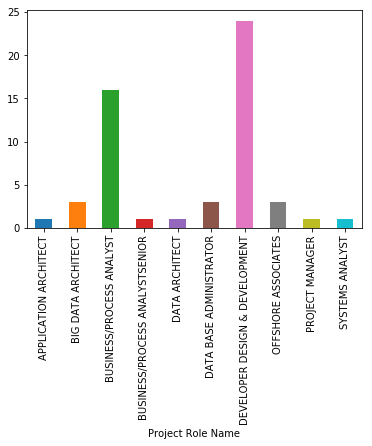 25
20
15
10
5
0
APPLICATION ARCHITECT
BIG DATA ARCHITECT
BUSINESS/PROCESS ANALYST
BUSINESS/PROCESS ANALYSTSENIOR
DATA ARCHITECT
DATA BASE ADMINISTRATOR
DEVELOPER DESIGN & DEVELOPMENT
OFFSHORE ASSOCIATES
PROJECT MANAGER
SYSTEMS ANALYST
Project Role Name